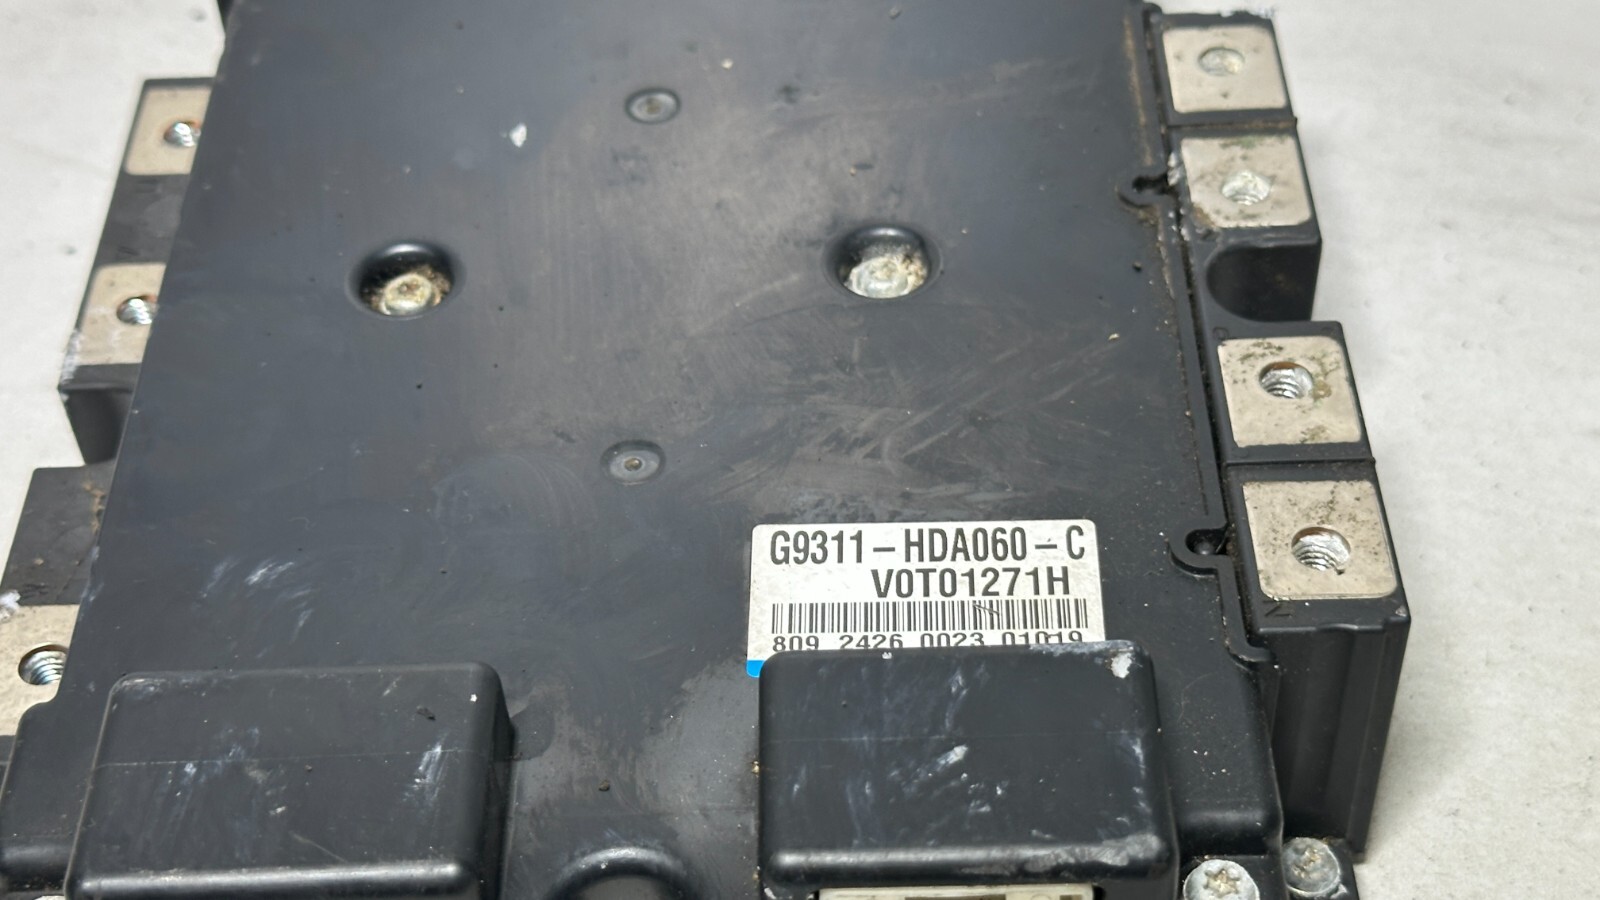 G9311-HDA060-C
V0T01271H
809 2426 0023 01019
N